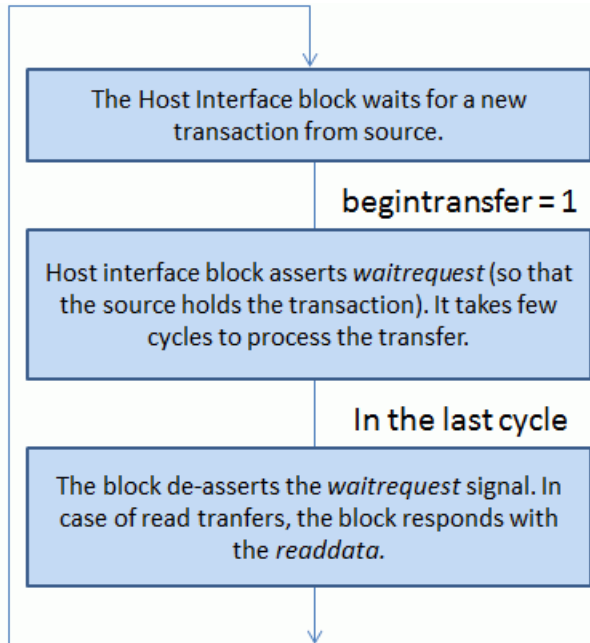 The Host Interface block waits for a new
transaction from source.
begintransfer = 1
Host interface block asserts waitrequest (so that
the source holds the transaction). It takes few
cycles to process the transfer.
In the last cycle
The block de-asserts the waitrequest signal. In
case of read tranfers, the block responds with
the readdata.